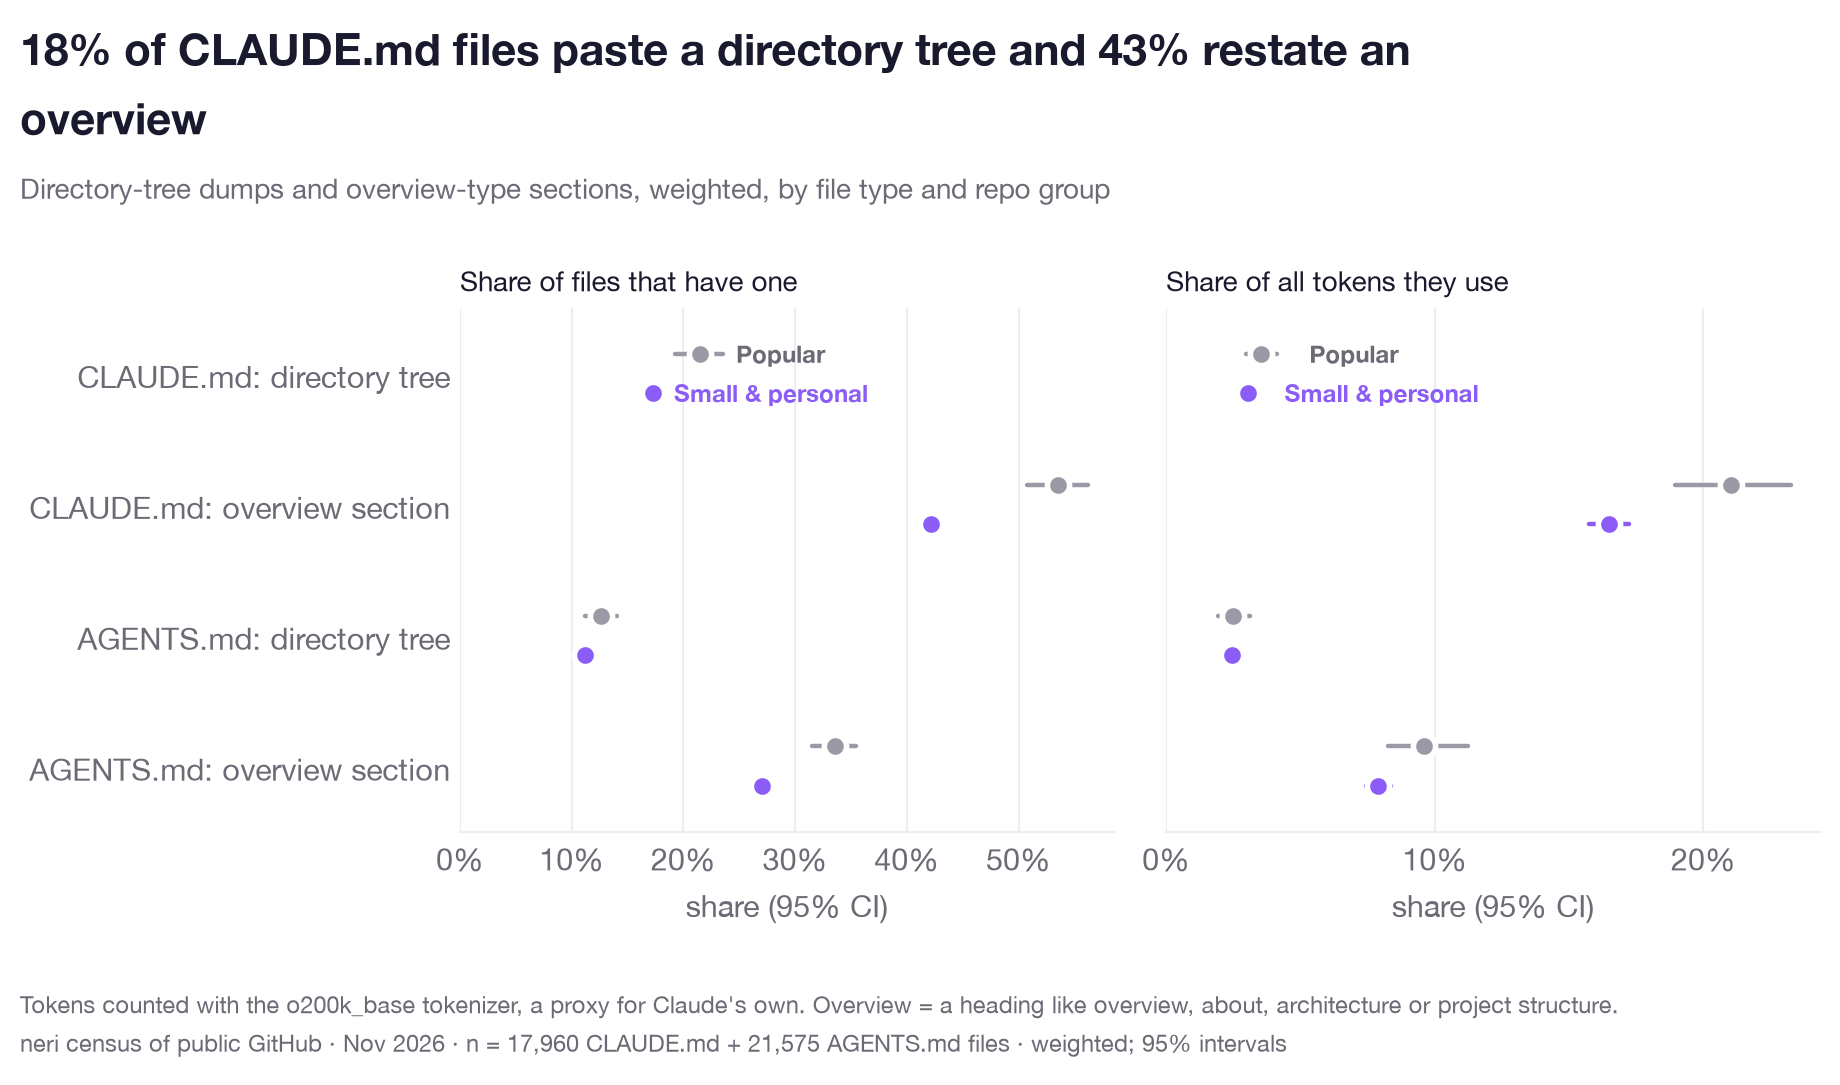 18% of CLAUDE.md files paste a directory tree and 43% restate an
overview
Directory-tree dumps and overview-type sections, weighted, by file type and repo group
Share of files that have one
Share of all tokens they use
CLAUDE.md: directory tree
Popular
Small & personal
Popular
Small & personal
CLAUDE.md: overview section
AGENTS.md: directory tree
AGENTS.md: overview section
0% 10% 20% 30% 40% 50%
0% 10% 20%
share (95% CI)
share (95% CI)
Tokens counted with the o200k_base tokenizer, a proxy for Claude's own. Overview = a heading like overview, about, architecture or project structure.
neri census of public GitHub · Nov 2026 · n = 17,960 CLAUDE.md + 21,575 AGENTS.md files · weighted; 95% intervals